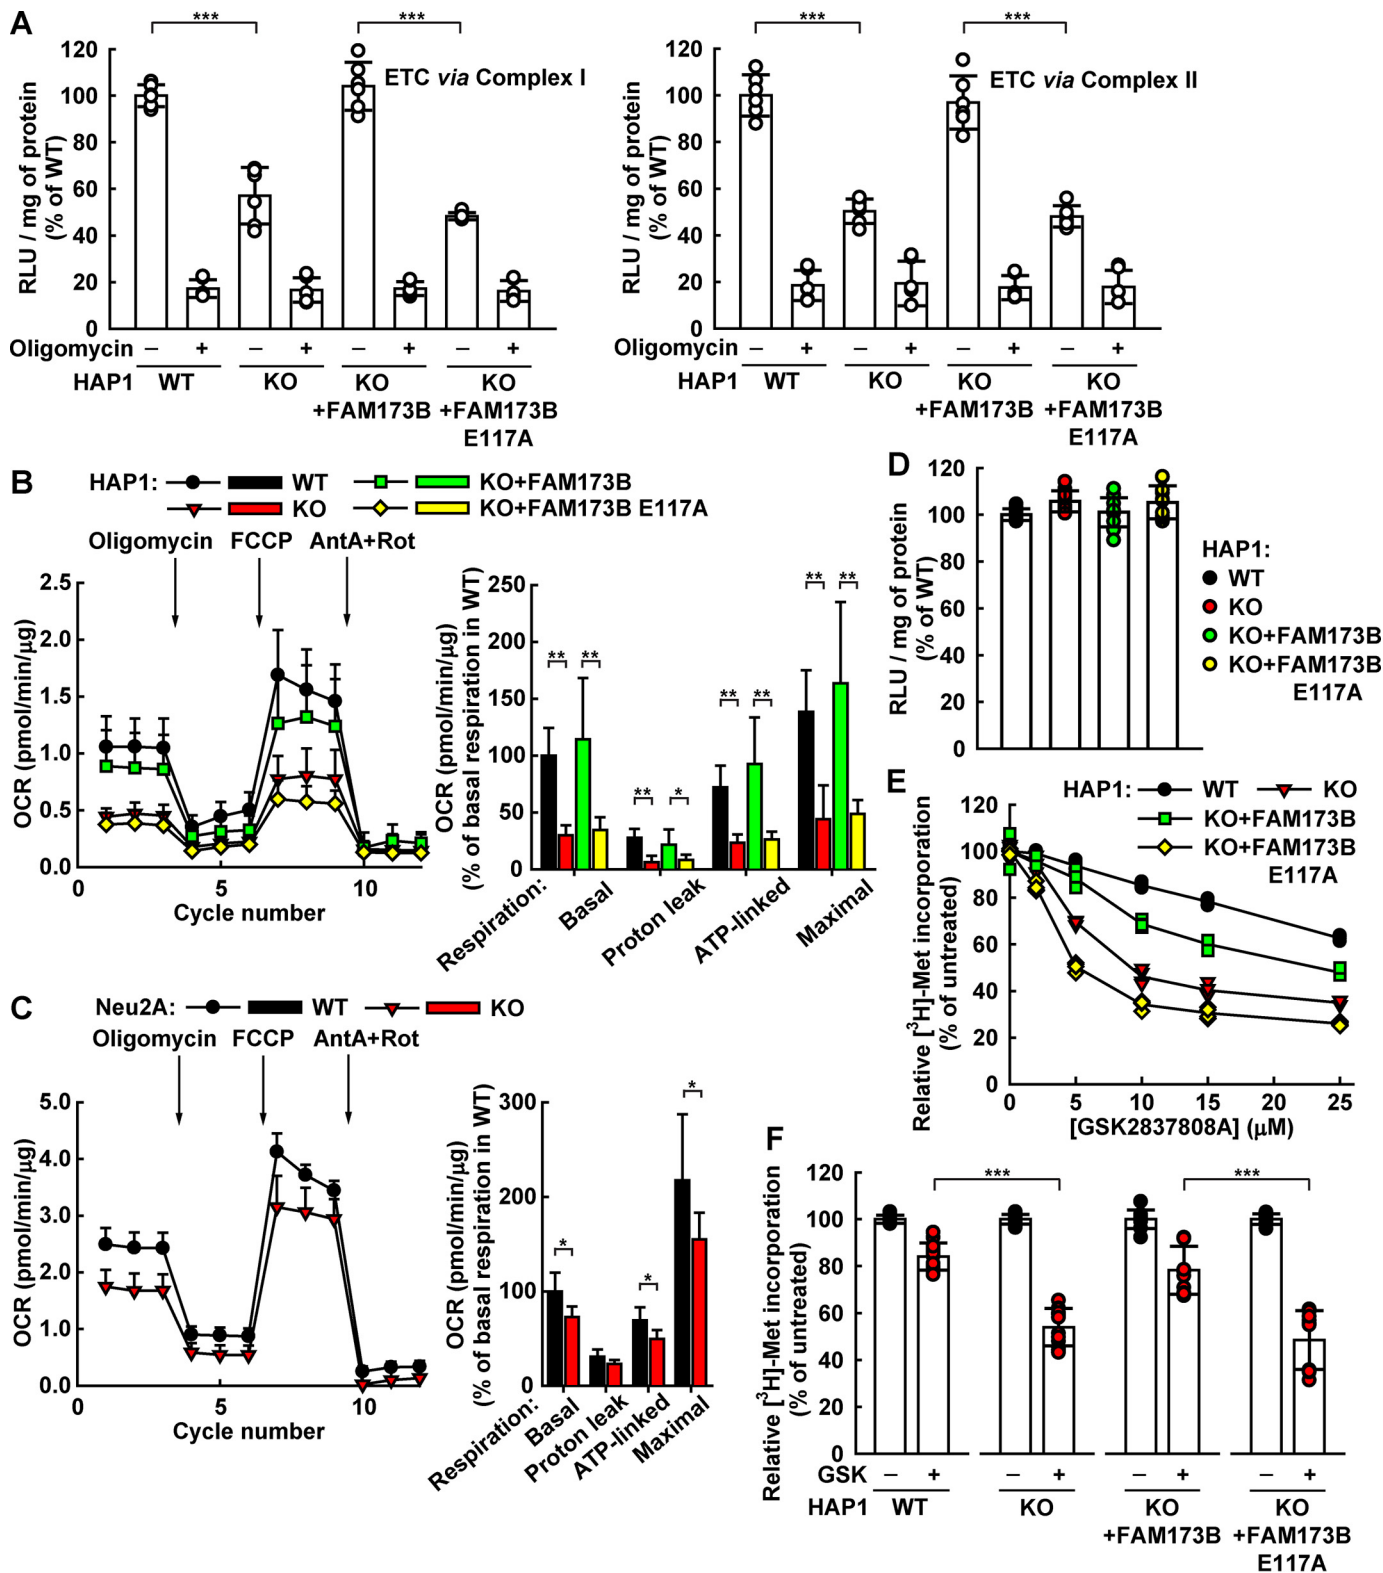 A
***
***
120
100
80
60
40
20
0
RLU / mg of protein
(% of WT)
ETC via Complex I
Oligomycin – + – + – + – +
HAP1 WT KO KO KO
+FAM173B +FAM173B
E117A
***
***
120
100
80
60
40
20
0
RLU / mg of protein
(% of WT)
ETC via Complex II
Oligomycin – + – + – + – +
HAP1 WT KO KO KO
+FAM173B +FAM173B
E117A
B
HAP1: WT KO+FAM173B
KO KO+FAM173B E117A
Oligomycin FCCP AntA+Rot
2.5
2.0
1.5
1.0
0.5
0.0
OCR (pmol/min/μg)
0 5 10
Cycle number
250
200
150
100
50
0
OCR (pmol/min/μg)
(% of basal respiration in WT)
** **
** *
** **
** **
Respiration: Basal Proton leak ATP-linked Maximal
C
Neu2A: WT KO
Oligomycin FCCP AntA+Rot
5.0
4.0
3.0
2.0
1.0
0.0
OCR (pmol/min/μg)
0 5 10
Cycle number
300
200
100
0
OCR (pmol/min/μg)
(% of basal respiration in WT)
*
*
*
Respiration: Basal Proton leak ATP-linked Maximal
D
120
100
80
60
40
20
0
RLU / mg of protein
(% of WT)
HAP1:
WT
KO
KO+FAM173B
KO+FAM173B
E117A
E
HAP1: WT KO
KO+FAM173B
KO+FAM173B
E117A
120
100
80
60
40
20
0
Relative [³H]-Met incorporation
(% of untreated)
0 5 10 15 20 25
[GSK2837808A] (μM)
F
***
***
120
100
80
60
40
20
0
Relative [³H]-Met incorporation
(% of untreated)
GSK – + – + – + – +
HAP1 WT KO KO KO
+FAM173B +FAM173B
E117A